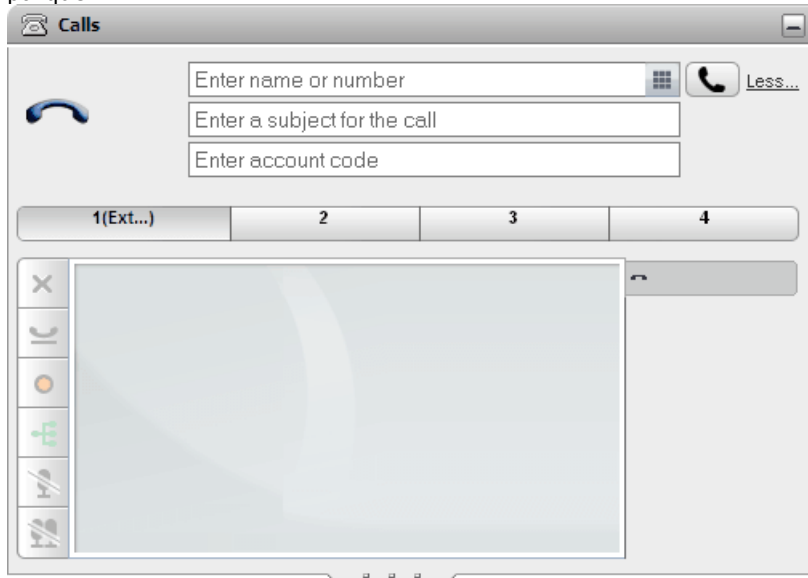 Calls
Enter name or number
Less...
Enter a subject for the call
Enter account code
1(Ext...) 2 3 4